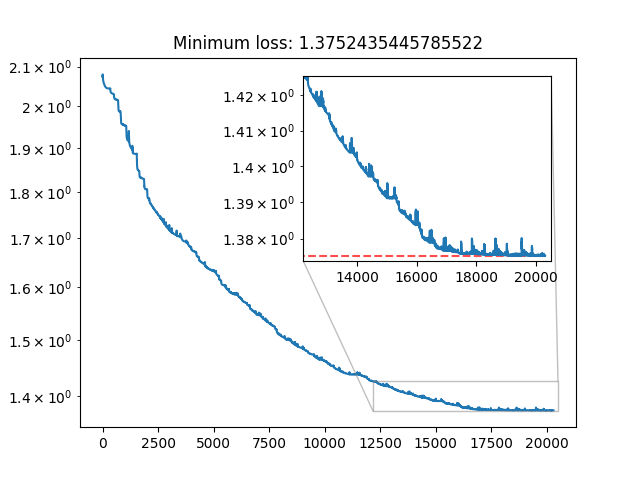 Minimum loss: 1.3752435445785522
2.1 × 10⁰
2 × 10⁰
1.9 × 10⁰
1.8 × 10⁰
1.7 × 10⁰
1.6 × 10⁰
1.5 × 10⁰
1.4 × 10⁰
1.42 × 10⁰
1.41 × 10⁰
1.4 × 10⁰
1.39 × 10⁰
1.38 × 10⁰
14000 16000 18000 20000
0 2500 5000 7500 10000 12500 15000 17500 20000